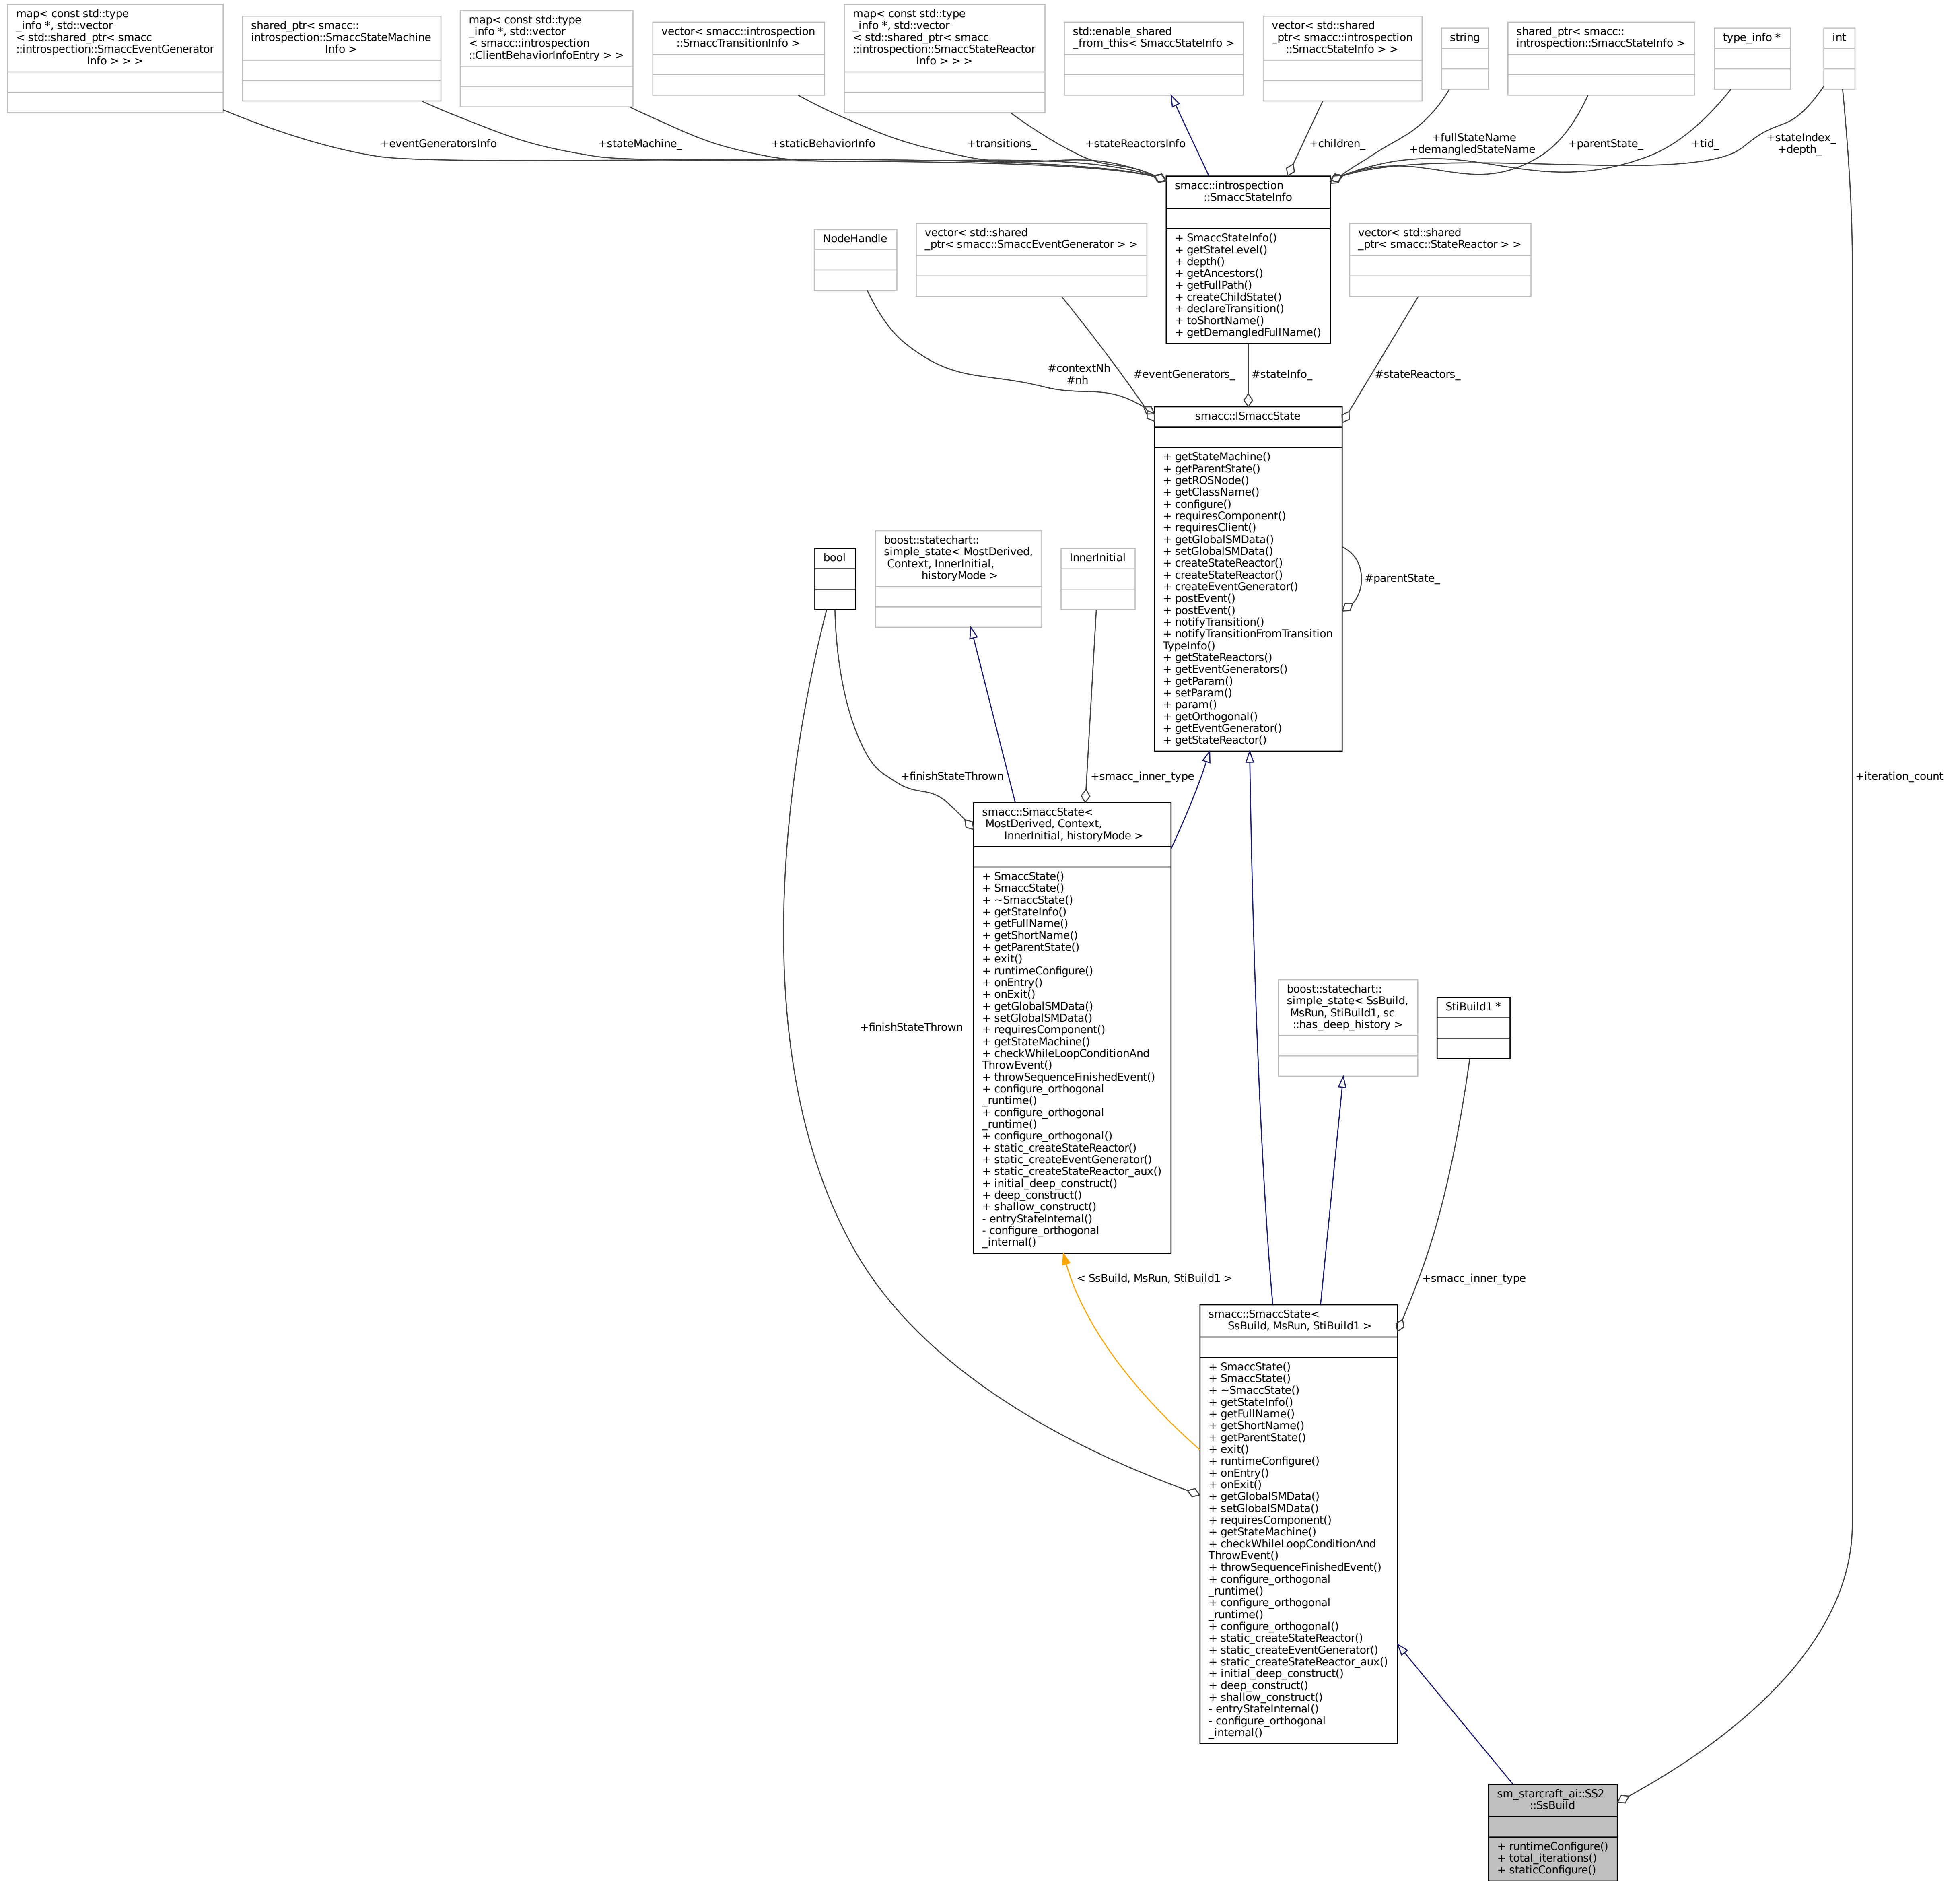 map< const std::type
_info *, std::vector
< std::shared_ptr< smacc
::introspection::SmaccEventGenerator
Info > > >
shared_ptr< smacc::
introspection::SmaccStateMachine
Info >
map< const std::type
_info *, std::vector
< smacc::introspection
::ClientBehaviorInfoEntry > >
vector< smacc::introspection
::SmaccTransitionInfo >
map< const std::type
_info *, std::vector
< std::shared_ptr< smacc
::introspection::SmaccStateReactor
Info > > >
std::enable_shared
_from_this< SmaccStateInfo >
vector< std::shared
_ptr< smacc::introspection
::SmaccStateInfo > >
string
shared_ptr< smacc::
introspection::SmaccStateInfo >
type_info *
int
+eventGeneratorsInfo
+stateMachine_
+staticBehaviorInfo
+transitions_
+stateReactorsInfo
+children_
+fullStateName
+demangledStateName
+parentState_
+tid_
+stateIndex_
+depth_
smacc::introspection
::SmaccStateInfo
+ SmaccStateInfo()
+ getStateLevel()
+ depth()
+ getAncestors()
+ getFullPath()
+ createChildState()
+ declareTransition()
+ toShortName()
+ getDemangledFullName()
NodeHandle
vector< std::shared
_ptr< smacc::SmaccEventGenerator > >
vector< std::shared
_ptr< smacc::StateReactor > >
#contextNh
#nh
#eventGenerators_
#stateInfo_
#stateReactors_
smacc::ISmaccState
+ getStateMachine()
+ getParentState()
+ getROSNode()
+ getClassName()
+ configure()
+ requiresComponent()
+ requiresClient()
+ getGlobalSMData()
+ setGlobalSMData()
+ createStateReactor()
+ createStateReactor()
+ createEventGenerator()
+ postEvent()
+ postEvent()
+ notifyTransition()
+ notifyTransitionFromTransition
TypeInfo()
+ getStateReactors()
+ getEventGenerators()
+ getParam()
+ setParam()
+ param()
+ getOrthogonal()
+ getEventGenerator()
+ getStateReactor()
#parentState_
bool
boost::statechart::
simple_state< MostDerived,
Context, InnerInitial,
historyMode >
InnerInitial
+finishStateThrown
+smacc_inner_type
+iteration_count
smacc::SmaccState<
MostDerived, Context,
InnerInitial, historyMode >
+ SmaccState()
+ SmaccState()
+ ~SmaccState()
+ getStateInfo()
+ getFullName()
+ getShortName()
+ getParentState()
+ exit()
+ runtimeConfigure()
+ onEntry()
+ onExit()
+ getGlobalSMData()
+ setGlobalSMData()
+ requiresComponent()
+ getStateMachine()
+ checkWhileLoopConditionAnd
ThrowEvent()
+ throwSequenceFinishedEvent()
+ configure_orthogonal
_runtime()
+ configure_orthogonal
_runtime()
+ configure_orthogonal()
+ static_createStateReactor()
+ static_createEventGenerator()
+ static_createStateReactor_aux()
+ initial_deep_construct()
+ deep_construct()
+ shallow_construct()
- entryStateInternal()
- configure_orthogonal
_internal()
+finishStateThrown
boost::statechart::
simple_state< SsBuild,
MsRun, StiBuild1, sc
::has_deep_history >
StiBuild1 *
< SsBuild, MsRun, StiBuild1 >
+smacc_inner_type
smacc::SmaccState<
SsBuild, MsRun, StiBuild1 >
+ SmaccState()
+ SmaccState()
+ ~SmaccState()
+ getStateInfo()
+ getFullName()
+ getShortName()
+ getParentState()
+ exit()
+ runtimeConfigure()
+ onEntry()
+ onExit()
+ getGlobalSMData()
+ setGlobalSMData()
+ requiresComponent()
+ getStateMachine()
+ checkWhileLoopConditionAnd
ThrowEvent()
+ throwSequenceFinishedEvent()
+ configure_orthogonal
_runtime()
+ configure_orthogonal
_runtime()
+ configure_orthogonal()
+ static_createStateReactor()
+ static_createEventGenerator()
+ static_createStateReactor_aux()
+ initial_deep_construct()
+ deep_construct()
+ shallow_construct()
- entryStateInternal()
- configure_orthogonal
_internal()
sm_starcraft_ai::SS2
::SsBuild
+ runtimeConfigure()
+ total_iterations()
+ staticConfigure()